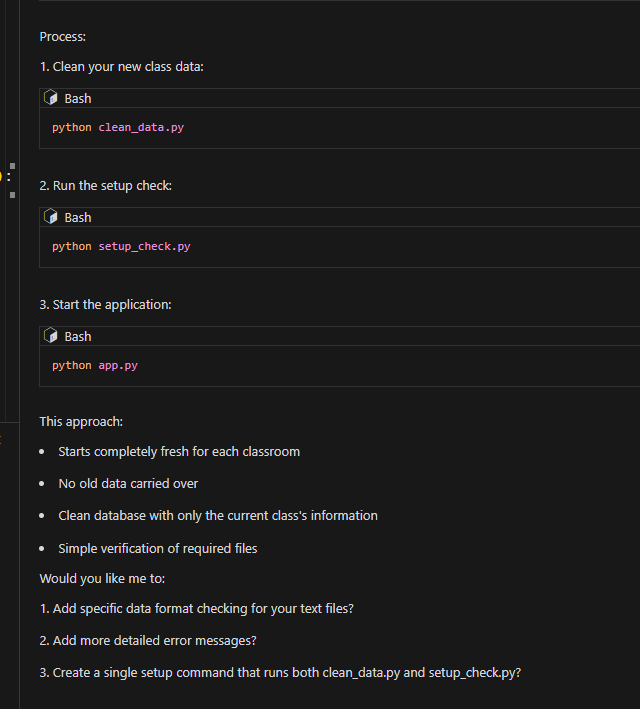 Process:
1. Clean your new class data:
Bash
python clean_data.py
2. Run the setup check:
Bash
python setup_check.py
3. Start the application:
Bash
python app.py
This approach:
• Starts completely fresh for each classroom
• No old data carried over
• Clean database with only the current class's information
• Simple verification of required files
Would you like me to:
1. Add specific data format checking for your text files?
2. Add more detailed error messages?
3. Create a single setup command that runs both clean_data.py and setup_check.py?